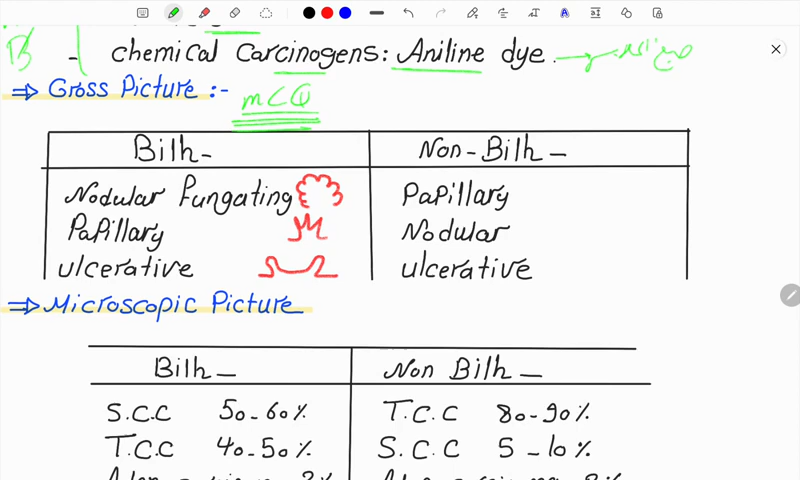 B - chemical Carcinogens: Aniline dye.
⇒ Gross Picture :-
MCQ
Bilh- Non-Bilh-
Nodular Fungating Papillary
Papillary Nodular
ulcerative ulcerative
⇒ Microscopic Picture
Bilh- Non Bilh-
S.C.C 50-60% T.C.C 80-90%
T.C.C 40-50% S.C.C 5-10%